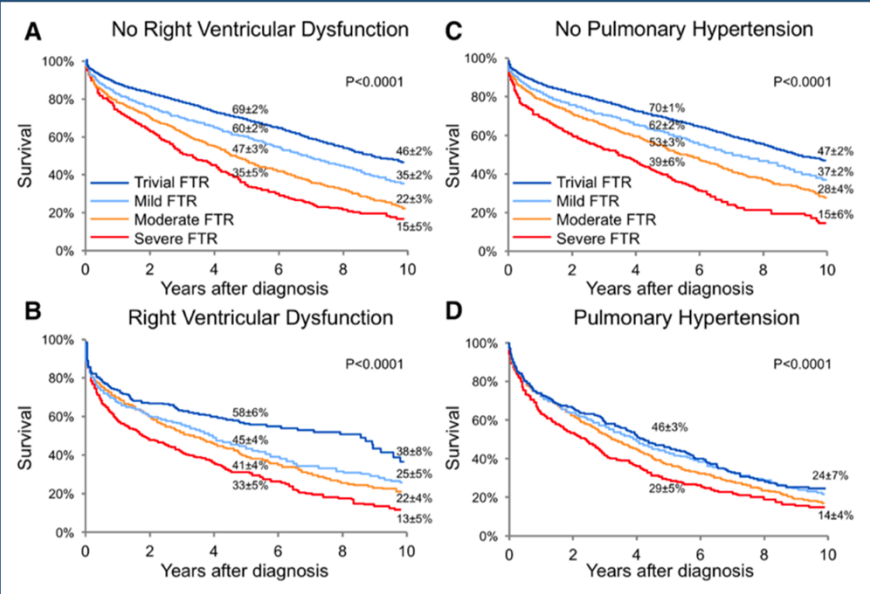 A
No Right Ventricular Dysfunction
100%
80%
60%
40%
20%
0%
Survival
P<0.0001
69±2%
60±2%
47±3%
35±5%
46±2%
35±2%
22±3%
15±5%
Trivial FTR
Mild FTR
Moderate FTR
Severe FTR
0 2 4 6 8 10
Years after diagnosis
C
No Pulmonary Hypertension
100%
80%
60%
40%
20%
0%
Survival
P<0.0001
70±1%
62±2%
53±3%
39±6%
47±2%
37±2%
28±4%
15±6%
Trivial FTR
Mild FTR
Moderate FTR
Severe FTR
0 2 4 6 8 10
Years after diagnosis
B
Right Ventricular Dysfunction
100%
80%
60%
40%
20%
0%
Survival
P<0.0001
58±6%
45±4%
41±4%
33±5%
38±8%
25±5%
22±4%
13±5%
0 2 4 6 8 10
Years after diagnosis
D
Pulmonary Hypertension
100%
80%
60%
40%
20%
0%
Survival
P<0.0001
46±3%
29±5%
24±7%
14±4%
0 2 4 6 8 10
Years after diagnosis